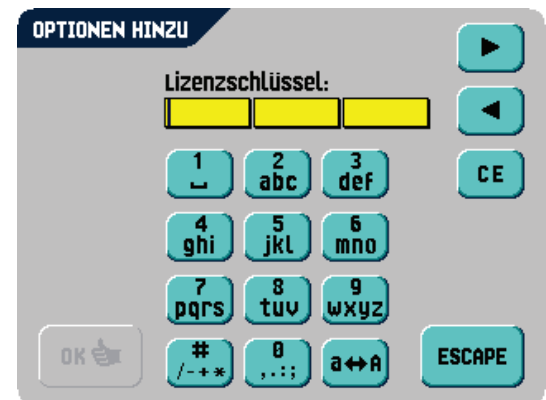 OPTIONEN HINZU
Lizenzschlüssel:
1 2 3
␣ abc def
CE
4 5 6
ghi jkl mno
7 8 9
pqrs tuv wxyz
# 0
OK /-+* ,.:; a↔A ESCAPE